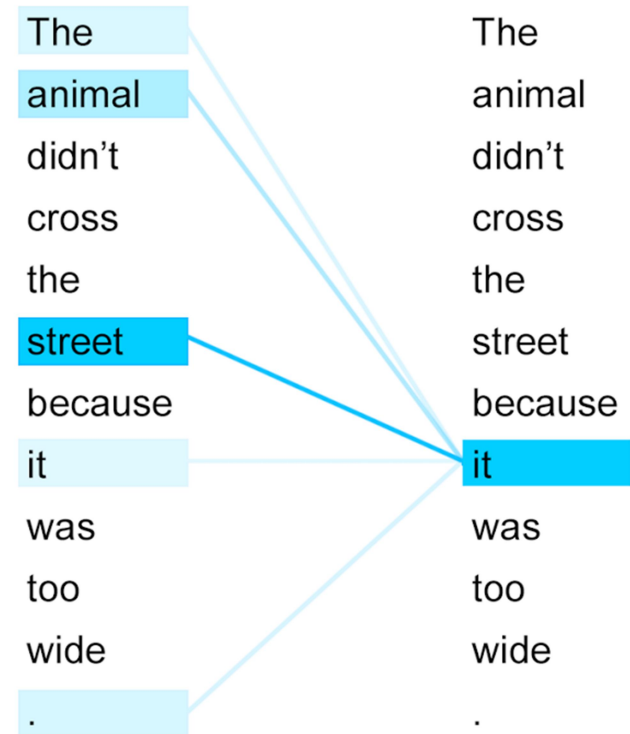 The
animal
didn’t
cross
the
street
because
it
was
too
wide
.
The
animal
didn’t
cross
the
street
because
it
was
too
wide
.